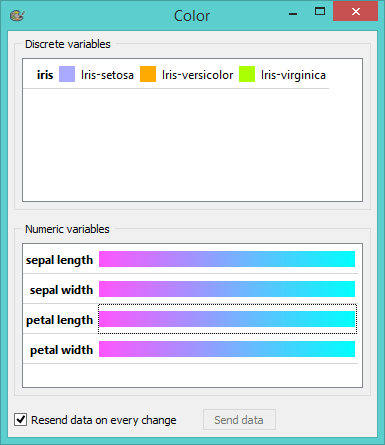 Color
Discrete variables
iris Iris-setosa Iris-versicolor Iris-virginica
Numeric variables
sepal length
sepal width
petal length
petal width
Resend data on every change Send data